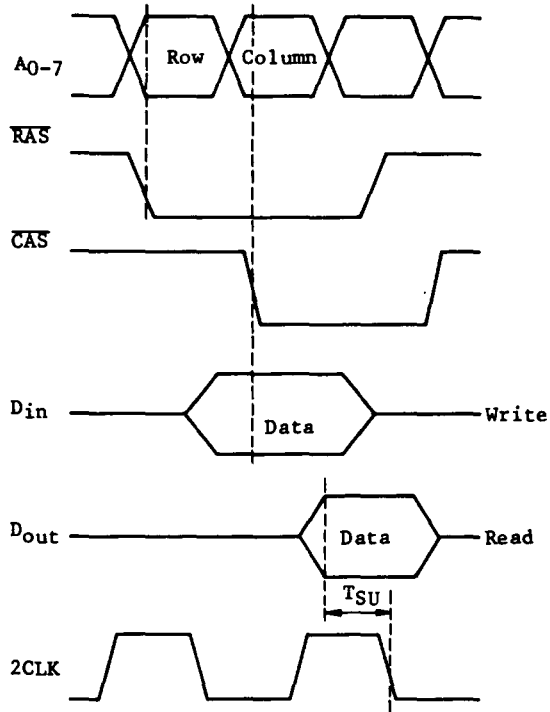 A0-7 Row Column
RAS
CAS
Din Data Write
Dout Data Read
TSU
2CLK